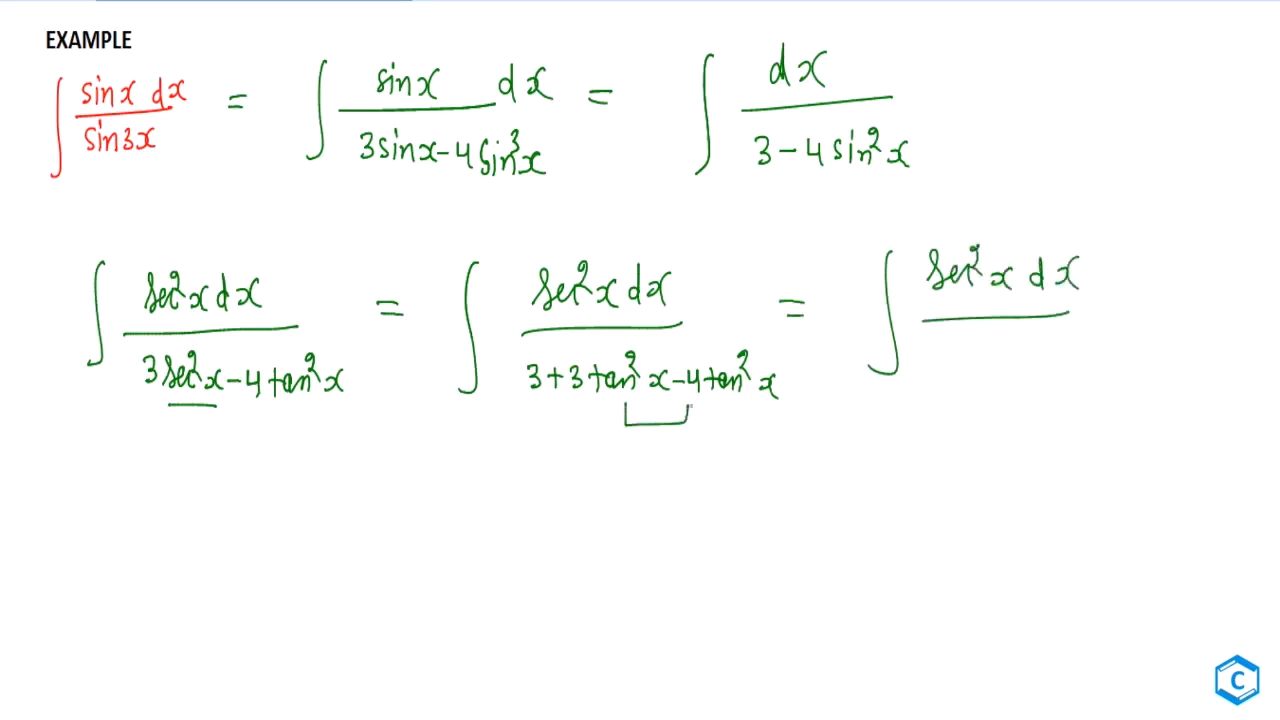 EXAMPLE
∫ sinx dx / sin3x = ∫ sinx dx / 3sinx-4sin³x = ∫ dx / 3-4sin²x
∫ sec²x dx / 3sec²x-4tan²x = ∫ sec²x dx / 3+3tan²x-4tan²x = ∫ sec²x dx
C